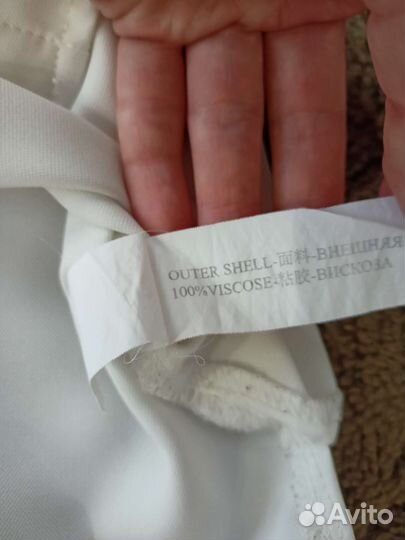 OUTER SHELL-面料-ВНЕШНЯЯ
100%VISCOSE-粘胶-ВИСКОЗА
Avito